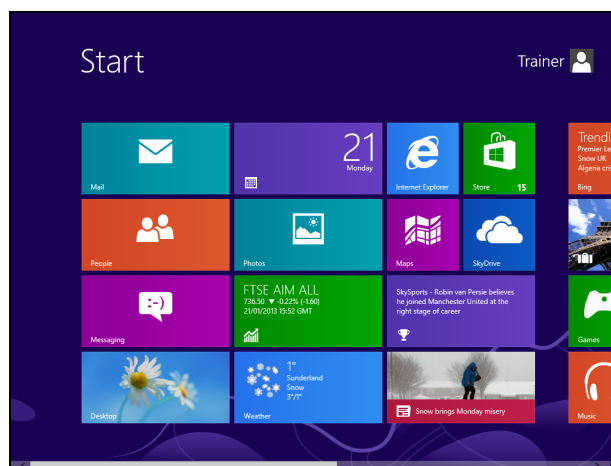 Start
Trainer
Mail
21
Monday
Internet Explorer
Store
15
Trendi
Premier Le
Snow UK
Algeria cri
Bing
People
Photos
Maps
SkyDrive
Messaging
FTSE AIM ALL
736.50 ▼ -0.22% (-1.60)
21/01/2013 15:52 GMT
SkySports - Robin van Persie believes
he joined Manchester United at the
right stage of career
Games
Desktop
1°
Sunderland
Snow
3°/1°
Weather
Snow brings Monday misery
Music